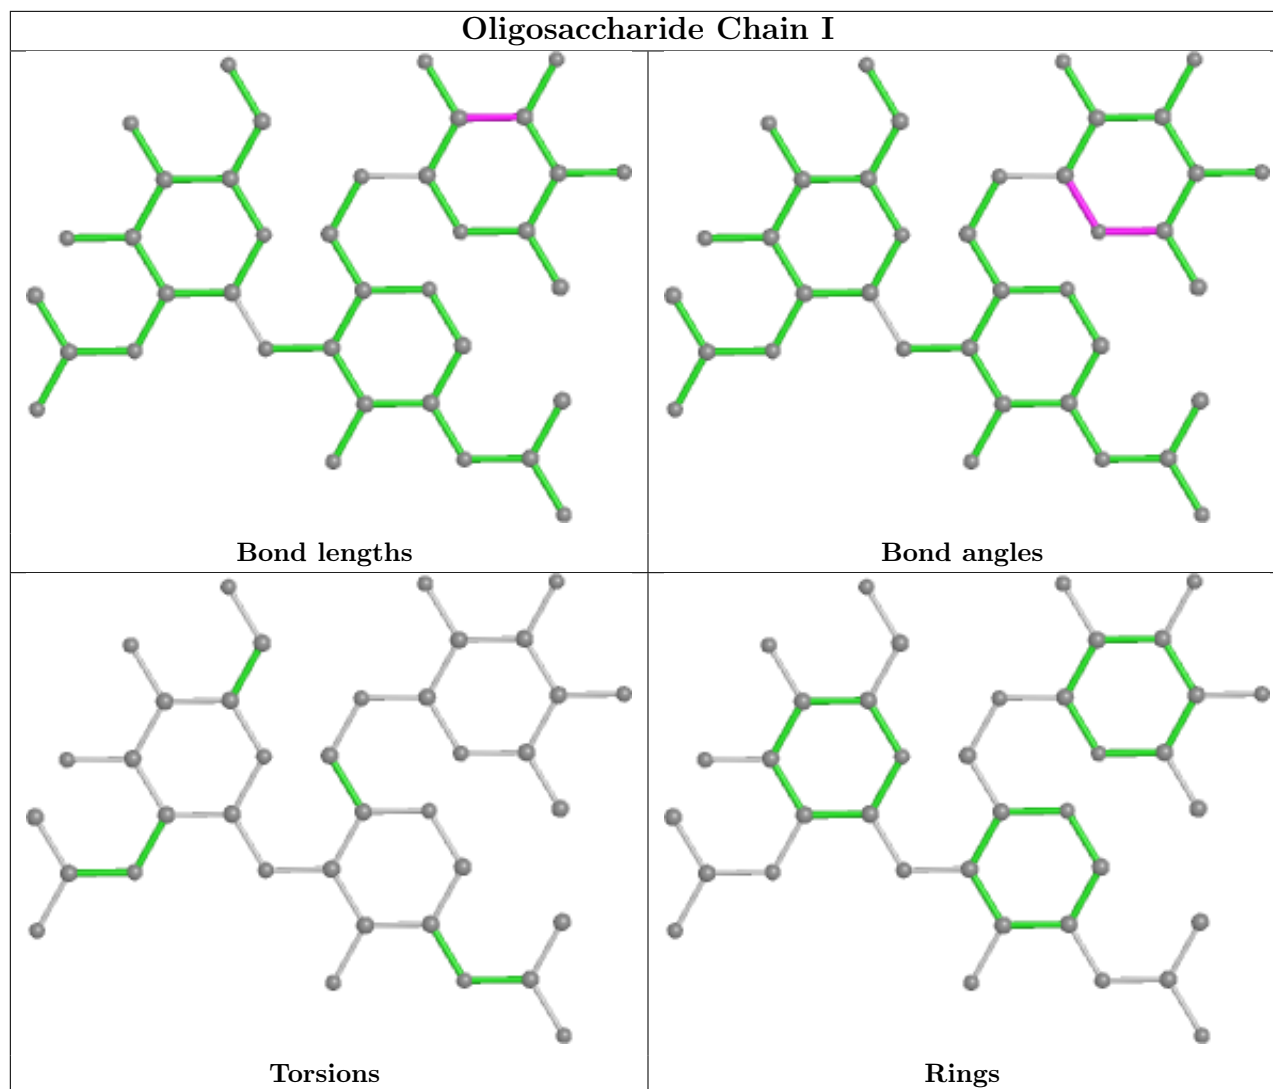 Oligosaccharide Chain I
Bond lengths
Bond angles
Torsions
Rings